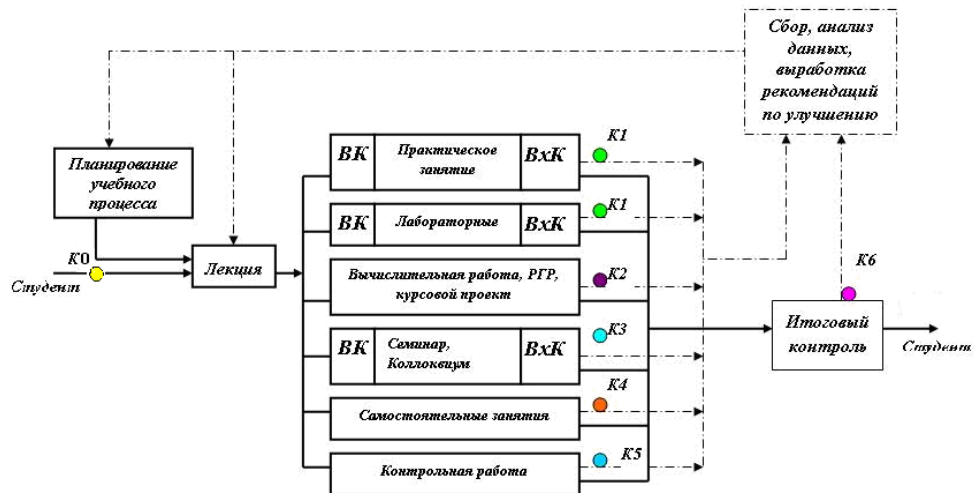 Сбор, анализ
данных,
выработка
рекомендаций
по улучшению
Планирование
учебного
процесса
К0
Студент
Лекция
ВК
Практическое
занятие
ВхК
К1
ВК
Лабораторные
ВхК
К1
Вычислительная работа, РГР,
курсовой проект
К2
ВК
Семинар,
Коллоквиум
ВхК
К3
Самостоятельные занятия
К4
Контрольная работа
К5
К6
Итоговый
контроль
Студент